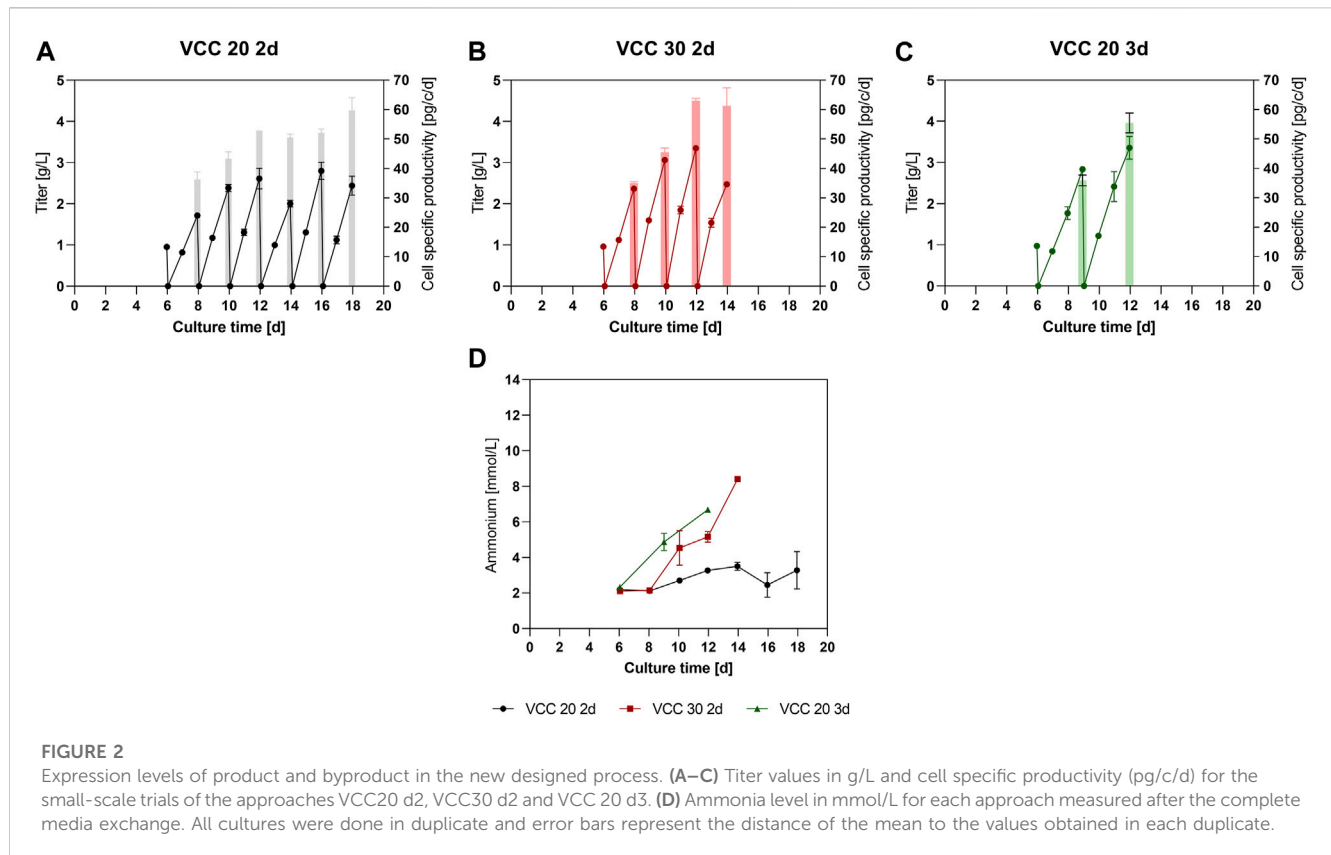 A
VCC 20 2d
5
4
3
2
1
0
Titer [g/L]
70
60
50
40
30
20
10
0
Cell specific productivity [pg/c/d]
0 2 4 6 8 10 12 14 16 18 20
Culture time [d]
B
VCC 30 2d
5
4
3
2
1
0
Titer [g/L]
70
60
50
40
30
20
10
0
Cell specific productivity [pg/c/d]
0 2 4 6 8 10 12 14 16 18 20
Culture time [d]
C
VCC 20 3d
5
4
3
2
1
0
Titer [g/L]
70
60
50
40
30
20
10
0
Cell specific productivity [pg/c/d]
0 2 4 6 8 10 12 14 16 18 20
Culture time [d]
D
14
12
10
8
6
4
2
0
Ammonium [mmol/L]
0 2 4 6 8 10 12 14 16 18 20
Culture time [d]
VCC 20 2d VCC 30 2d VCC 20 3d
FIGURE 2
Expression levels of product and byproduct in the new designed process. (A–C) Titer values in g/L and cell specific productivity (pg/c/d) for the
small-scale trials of the approaches VCC20 d2, VCC30 d2 and VCC 20 d3. (D) Ammonia level in mmol/L for each approach measured after the complete
media exchange. All cultures were done in duplicate and error bars represent the distance of the mean to the values obtained in each duplicate.